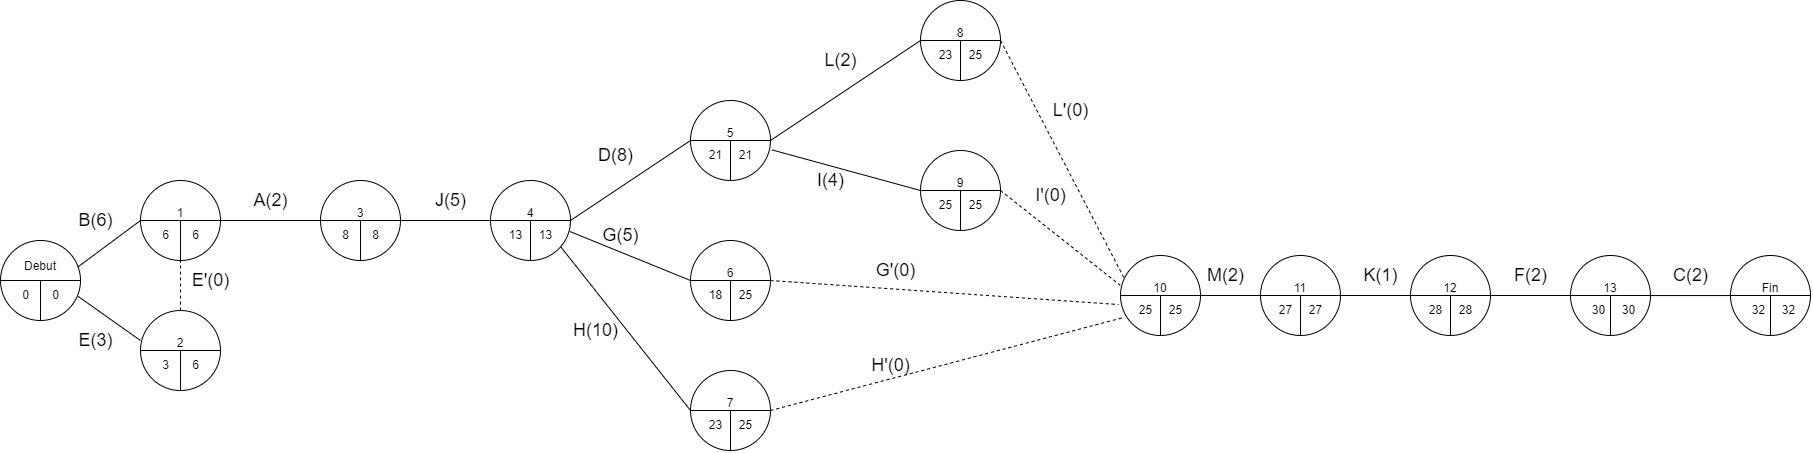 8
23 25
L(2)
L'(0)
5
21 21
D(8)
I(4)
9
25 25
I'(0)
B(6)
1
6 6
A(2)
3
8 8
J(5)
4
13 13
G(5)
Debut
0 0
E'(0)
E(3)
2
3 6
6
18 25
G'(0)
H(10)
H'(0)
7
23 25
10
25 25
M(2)
11
27 27
K(1)
12
28 28
F(2)
13
30 30
C(2)
Fin
32 32